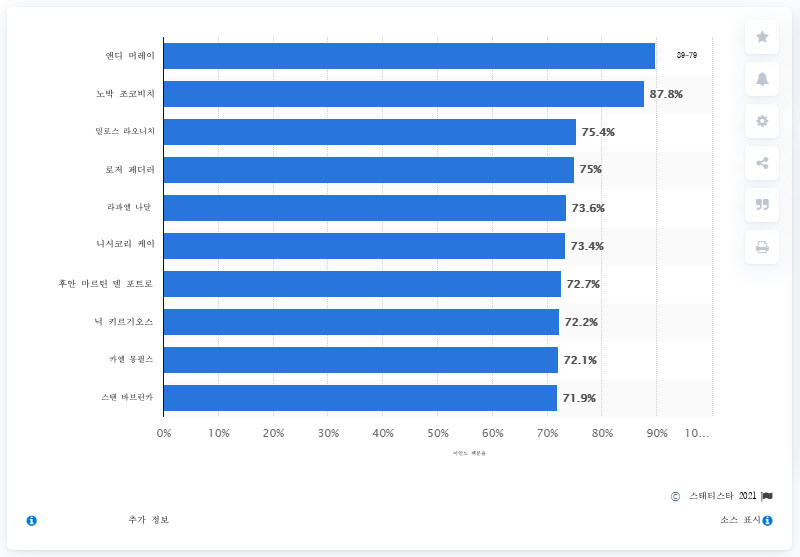 앤디 머레이 89-79
노박 조코비치 87.8%
밀로스 라오니치 75.4%
로저 페더러 75%
라파엘 나달 73.6%
니시코리 케이 73.4%
후안 마르틴 델 포트로 72.7%
닉 키르기오스 72.2%
가엘 몽필스 72.1%
스탠 바브린카 71.9%
0% 10% 20% 30% 40% 50% 60% 70% 80% 90% 10…
백분율
© 스태티스타 2021
추가 정보 소스 표시